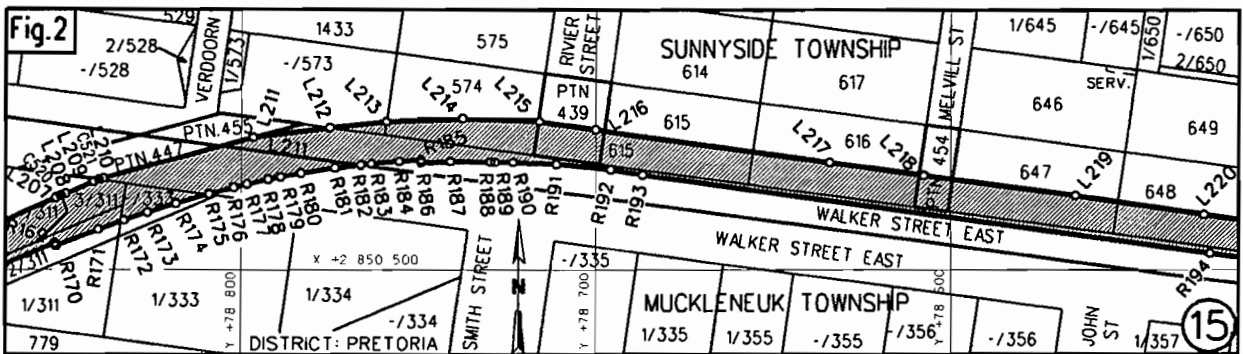 Fig.2
529
2/528
-/528
VERDOORN
1/573
-/573
1433
575
RIVIER
STREET
SUNNYSIDE TOWNSHIP
614
617
454 MELVILL ST
1/645
-/645
1/650
-/650
2/650
SERV.
646
649
L207
L208
L209
L210
PTN.455
PTN.447
L211
L211
L212
L213
L214
574
L215
PTN
439
L216
615
615
L217
616
L218
PTN
647
L219
648
L220
3/311
7/333
2/311
R170
R171
R172
R173
R174
R175
R176
R177
R178
R179
R180
R181
R182
R183
R184
R185
R186
R187
R188
R189
R190
R191
R192
R193
R194
WALKER STREET EAST
WALKER STREET EAST
1/311
1/333
X +2 850 500
1/334
-/334
SMITH STREET
N
-/335
Y +78 800
Y +78 700
Y +78 600
MUCKLENEUK TOWNSHIP
779
DISTRICT: PRETORIA
1/335
1/355
-/355
-/356
-/356
JOHN
ST
1/357
15